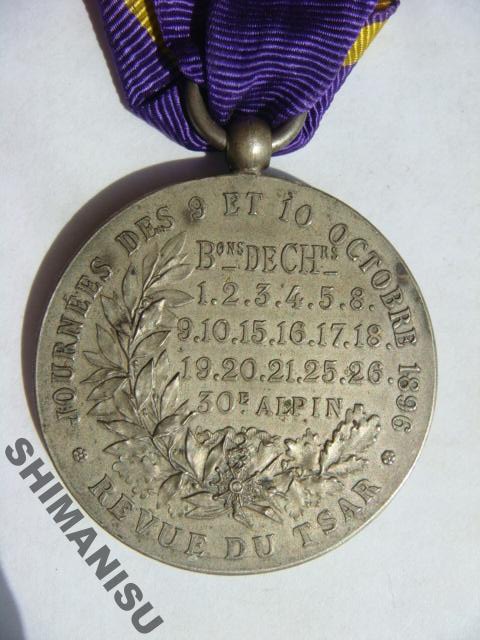 JOURNÉES DES 9 ET 10 OCTOBRE 1896
Bons DE CHrs
1.2.3.4.5.8.
9.10.15.16.17.18.
19.20.21.25.26.
30E ALPIN
REVUE DU TSAR
SHIMANISU